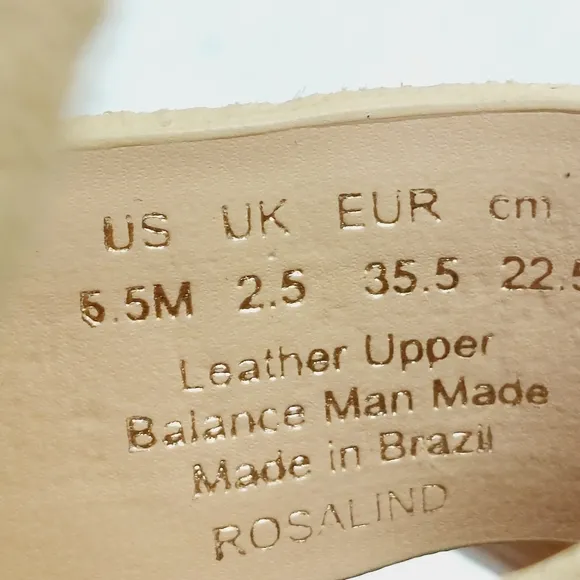 US UK EUR cm
5.5M 2.5 35.5 22.5
Leather Upper
Balance Man Made
Made in Brazil
ROSALIND